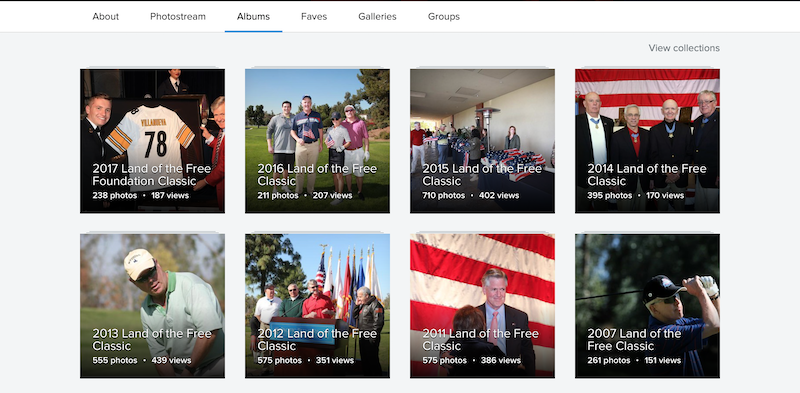 About Photostream Albums Faves Galleries Groups
View collections
VILLANUEVA
78
2017 Land of the Free
Foundation Classic
238 photos • 187 views
2016 Land of the Free
Classic
211 photos • 207 views
2015 Land of the Free
Classic
710 photos • 402 views
2014 Land of the Free
Classic
395 photos • 170 views
2013 Land of the Free
Classic
555 photos • 439 views
2012 Land of the Free
Classic
575 photos • 351 views
2011 Land of the Free
Classic
575 photos • 386 views
2007 Land of the
Free Classic
261 photos • 151 views